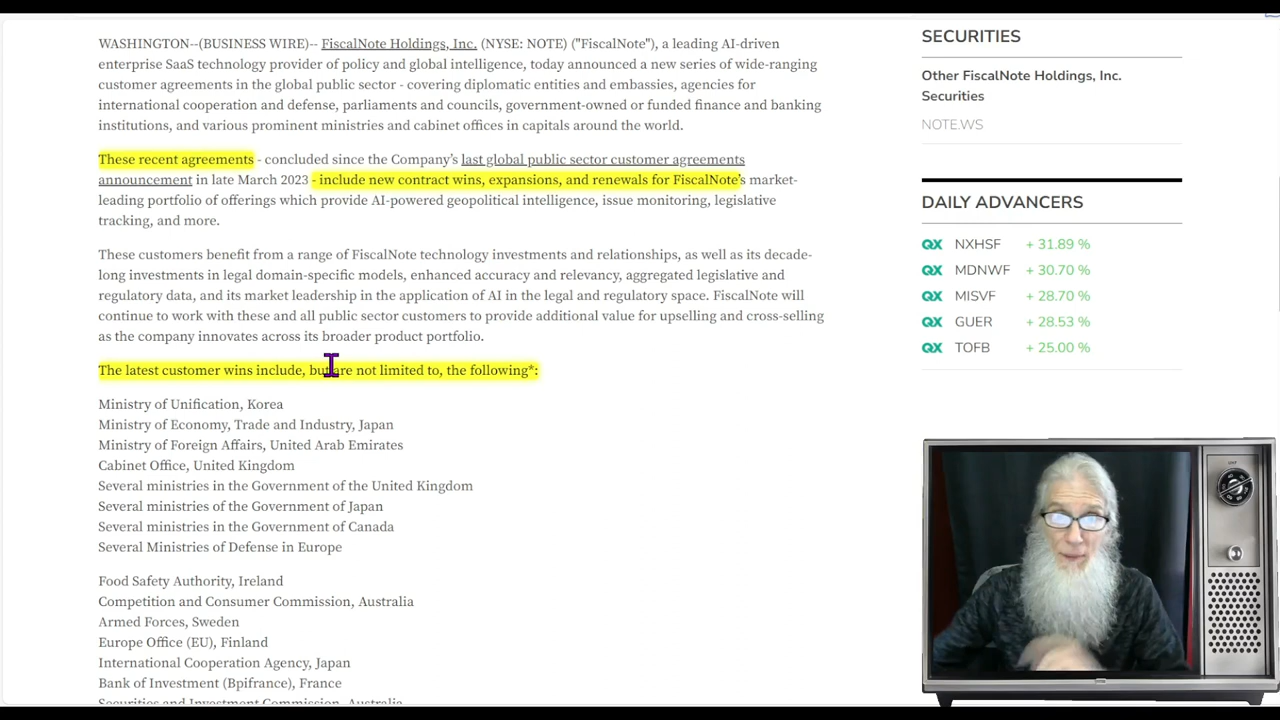 WASHINGTON--(BUSINESS WIRE)-- FiscalNote Holdings, Inc. (NYSE: NOTE) ("FiscalNote"), a leading AI-driven
enterprise SaaS technology provider of policy and global intelligence, today announced a new series of wide-ranging
customer agreements in the global public sector - covering diplomatic entities and embassies, agencies for
international cooperation and defense, parliaments and councils, government-owned or funded finance and banking
institutions, and various prominent ministries and cabinet offices in capitals around the world.
These recent agreements - concluded since the Company's last global public sector customer agreements
announcement in late March 2023 - include new contract wins, expansions, and renewals for FiscalNote's market-
leading portfolio of offerings which provide AI-powered geopolitical intelligence, issue monitoring, legislative
tracking, and more.
These customers benefit from a range of FiscalNote technology investments and relationships, as well as its decade-
long investments in legal domain-specific models, enhanced accuracy and relevancy, aggregated legislative and
regulatory data, and its market leadership in the application of AI in the legal and regulatory space. FiscalNote will
continue to work with these and all public sector customers to provide additional value for upselling and cross-selling
as the company innovates across its broader product portfolio.
The latest customer wins include, but are not limited to, the following*:
Ministry of Unification, Korea
Ministry of Economy, Trade and Industry, Japan
Ministry of Foreign Affairs, United Arab Emirates
Cabinet Office, United Kingdom
Several ministries in the Government of the United Kingdom
Several ministries of the Government of Japan
Several ministries in the Government of Canada
Several Ministries of Defense in Europe
Food Safety Authority, Ireland
Competition and Consumer Commission, Australia
Armed Forces, Sweden
Europe Office (EU), Finland
International Cooperation Agency, Japan
Bank of Investment (Bpifrance), France
Securities and Investment Commission, Australia
SECURITIES
Other FiscalNote Holdings, Inc.
Securities
NOTE.WS
DAILY ADVANCERS
QX NXHSF + 31.89 %
QX MDNWF + 30.70 %
QX MISVF + 28.70 %
QX GUER + 28.53 %
QX TOFB + 25.00 %